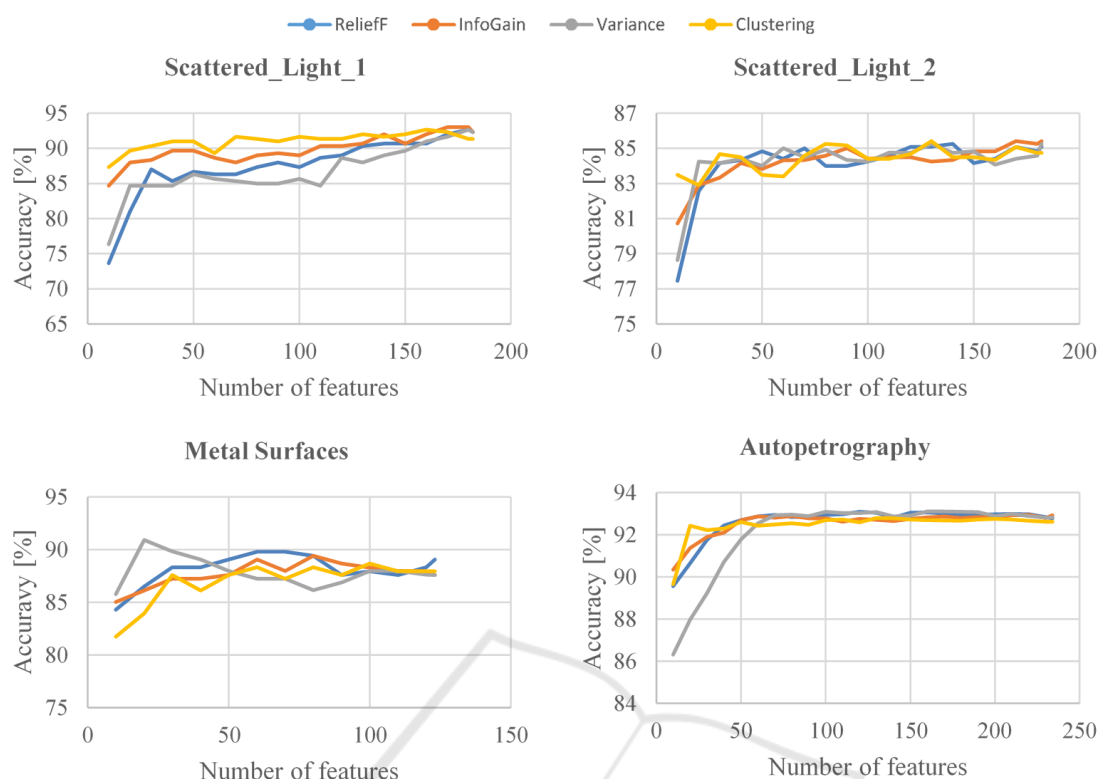 ReliefF InfoGain Variance Clustering
Scattered_Light_1
Accuracy [%]
95
90
85
80
75
70
65
0 50 100 150 200
Number of features
Scattered_Light_2
Accuracy [%]
87
85
83
81
79
77
75
0 50 100 150 200
Number of features
Metal Surfaces
Accuravy [%]
95
90
85
80
75
0 50 100 150
Number of features
Autopetrography
Accuracy [%]
94
92
90
88
86
84
0 50 100 150 200 250
Number of features